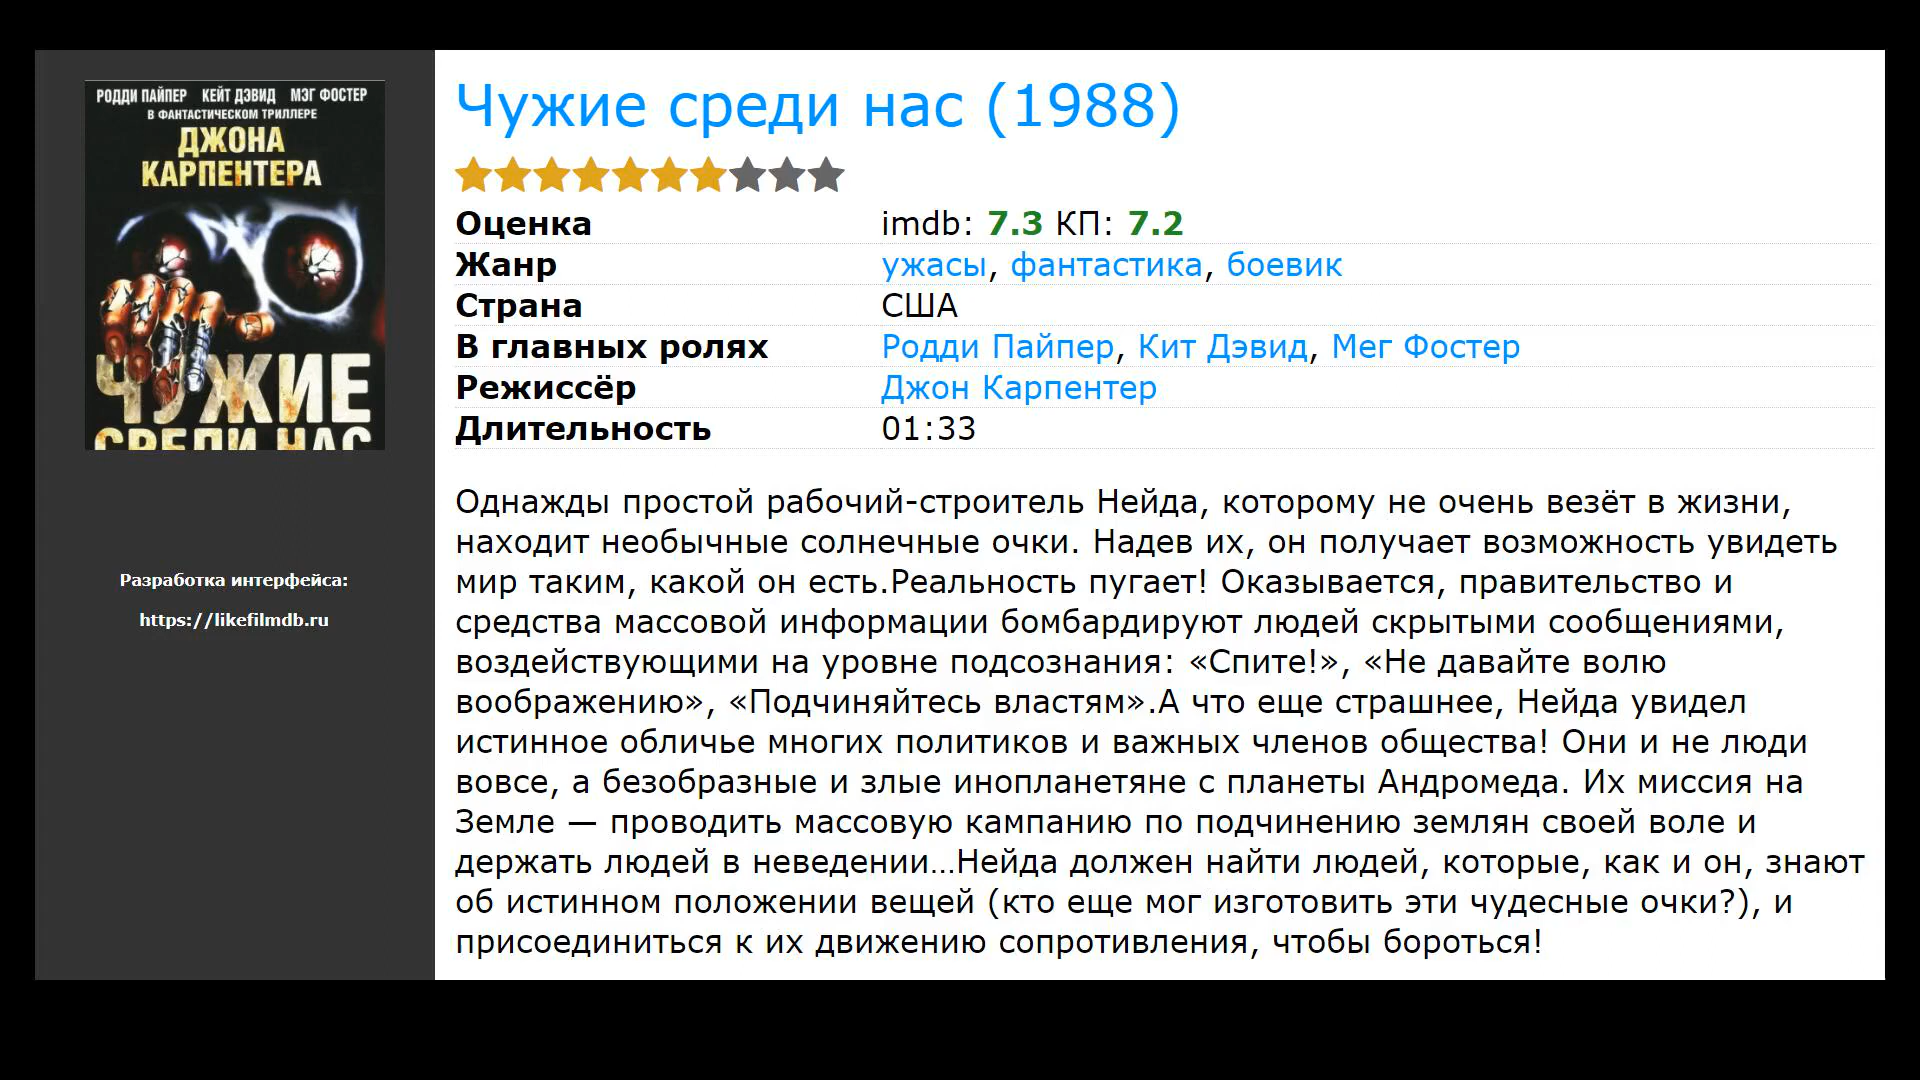 РОДДИ ПАЙПЕР КЕЙТ ДЭВИД МЭГ ФОСТЕР
В ФАНТАСТИЧЕСКОМ ТРИЛЛЕРЕ
ДЖОНА
КАРПЕНТЕРА
ЧУЖИЕ
СРЕДИ НАС
Разработка интерфейса:
https://likefilmdb.ru
Чужие среди нас (1988)
Оценка imdb: 7.3 КП: 7.2
Жанр ужасы, фантастика, боевик
Страна США
В главных ролях Родди Пайпер, Кит Дэвид, Мег Фостер
Режиссёр Джон Карпентер
Длительность 01:33
Однажды простой рабочий-строитель Нейда, которому не очень везёт в жизни,
находит необычные солнечные очки. Надев их, он получает возможность увидеть
мир таким, какой он есть.Реальность пугает! Оказывается, правительство и
средства массовой информации бомбардируют людей скрытыми сообщениями,
воздействующими на уровне подсознания: «Спите!», «Не давайте волю
воображению», «Подчиняйтесь властям».А что еще страшнее, Нейда увидел
истинное обличье многих политиков и важных членов общества! Они и не люди
вовсе, а безобразные и злые инопланетяне с планеты Андромеда. Их миссия на
Земле — проводить массовую кампанию по подчинению землян своей воле и
держать людей в неведении…Нейда должен найти людей, которые, как и он, знают
об истинном положении вещей (кто еще мог изготовить эти чудесные очки?), и
присоединиться к их движению сопротивления, чтобы бороться!